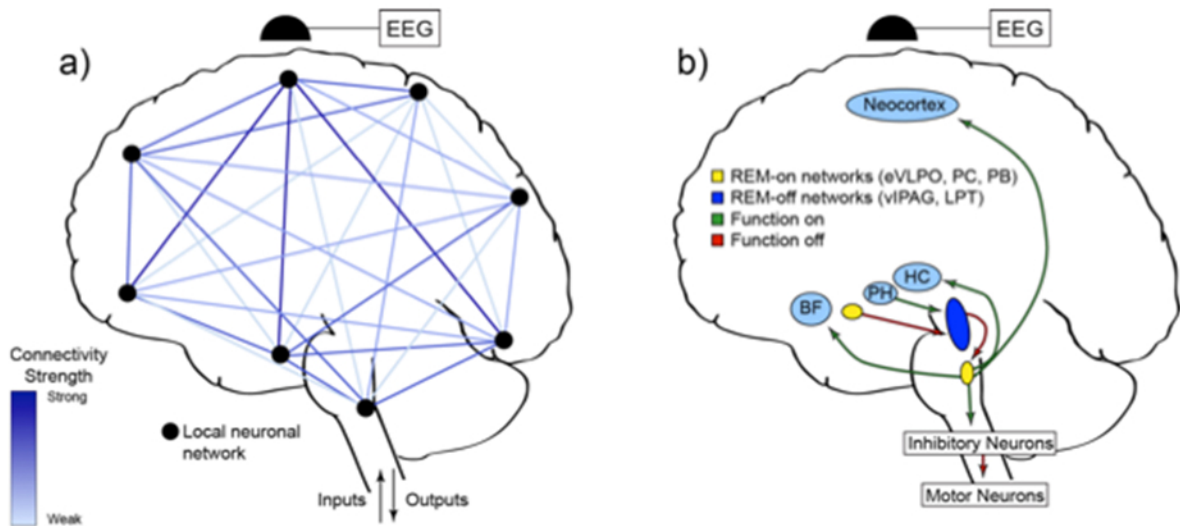 EEG
a)
Connectivity
Strength
Strong
Weak
Local neuronal
network
Inputs
Outputs
EEG
b)
Neocortex
REM-on networks (eVLPO, PC, PB)
REM-off networks (vlPAG, LPT)
Function on
Function off
HC
PH
BF
Inhibitory Neurons
Motor Neurons